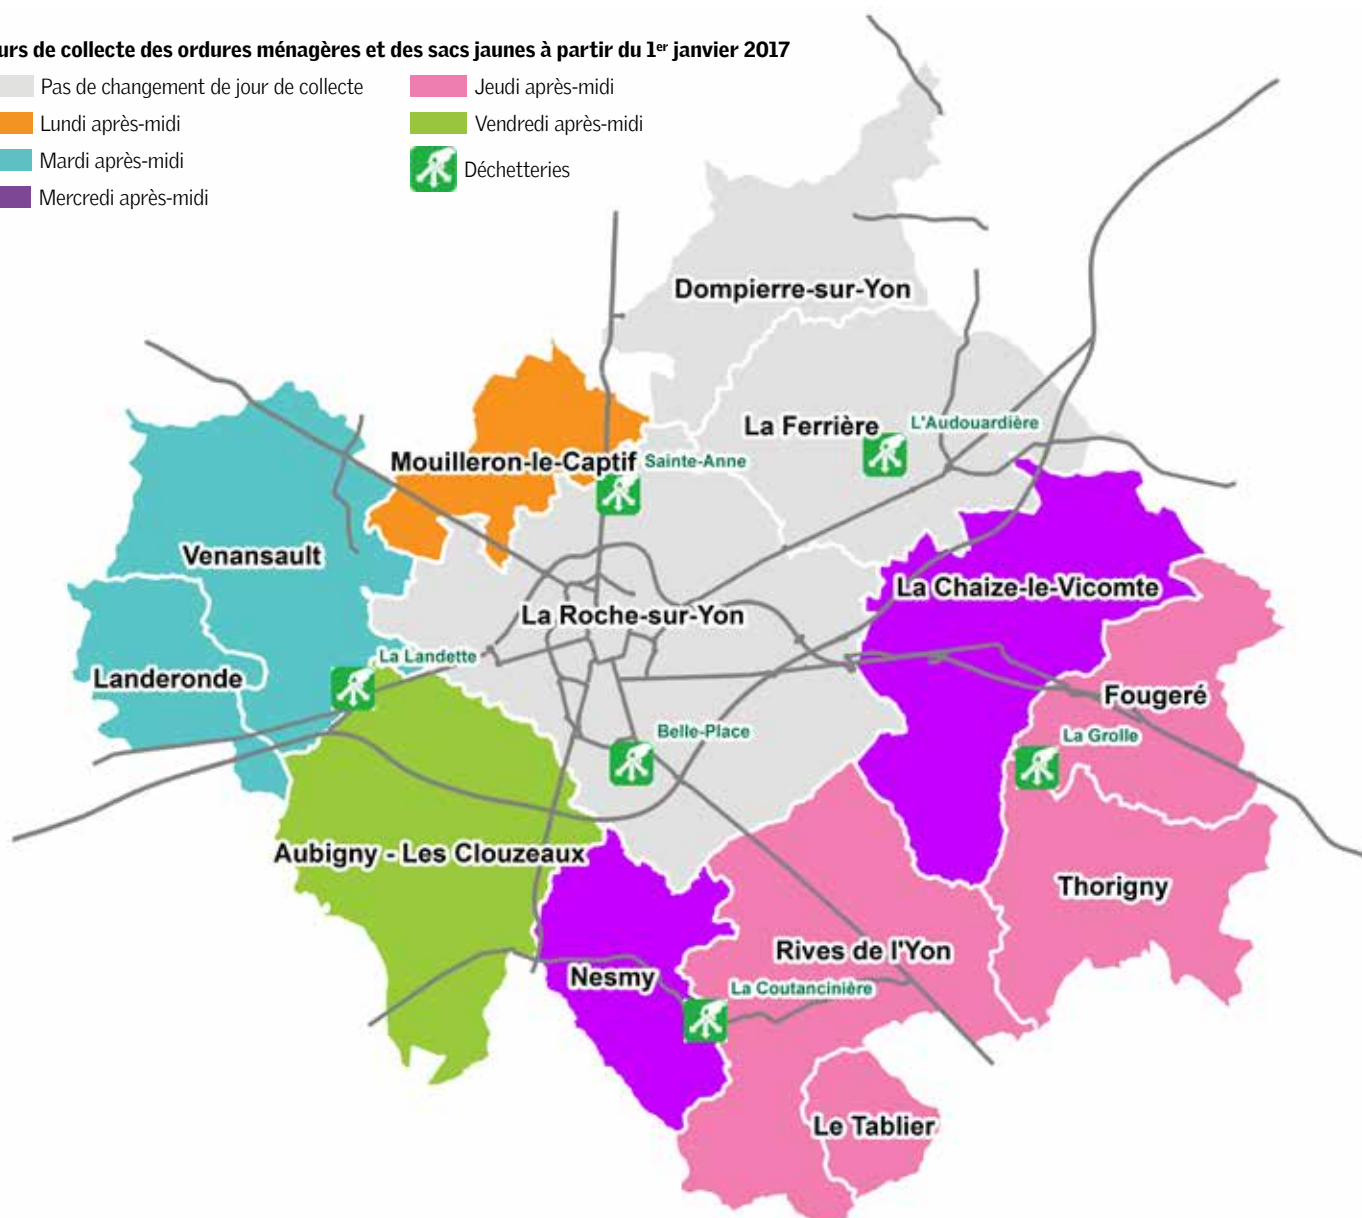 urs de collecte des ordures ménagères et des sacs jaunes à partir du 1er janvier 2017
Pas de changement de jour de collecte
Lundi après-midi
Mardi après-midi
Mercredi après-midi
Jeudi après-midi
Vendredi après-midi
Déchetteries
Dompierre-sur-Yon
La Ferrière
L'Audouardière
Mouilleron-le-Captif
Sainte-Anne
Venansault
La Chaize-le-Vicomte
La Roche-sur-Yon
La Landette
Landeronde
Fougeré
Belle-Place
La Grolle
Aubigny - Les Clouzeaux
Thorigny
Rives de l'Yon
Nesmy
La Coutancinière
Le Tablier